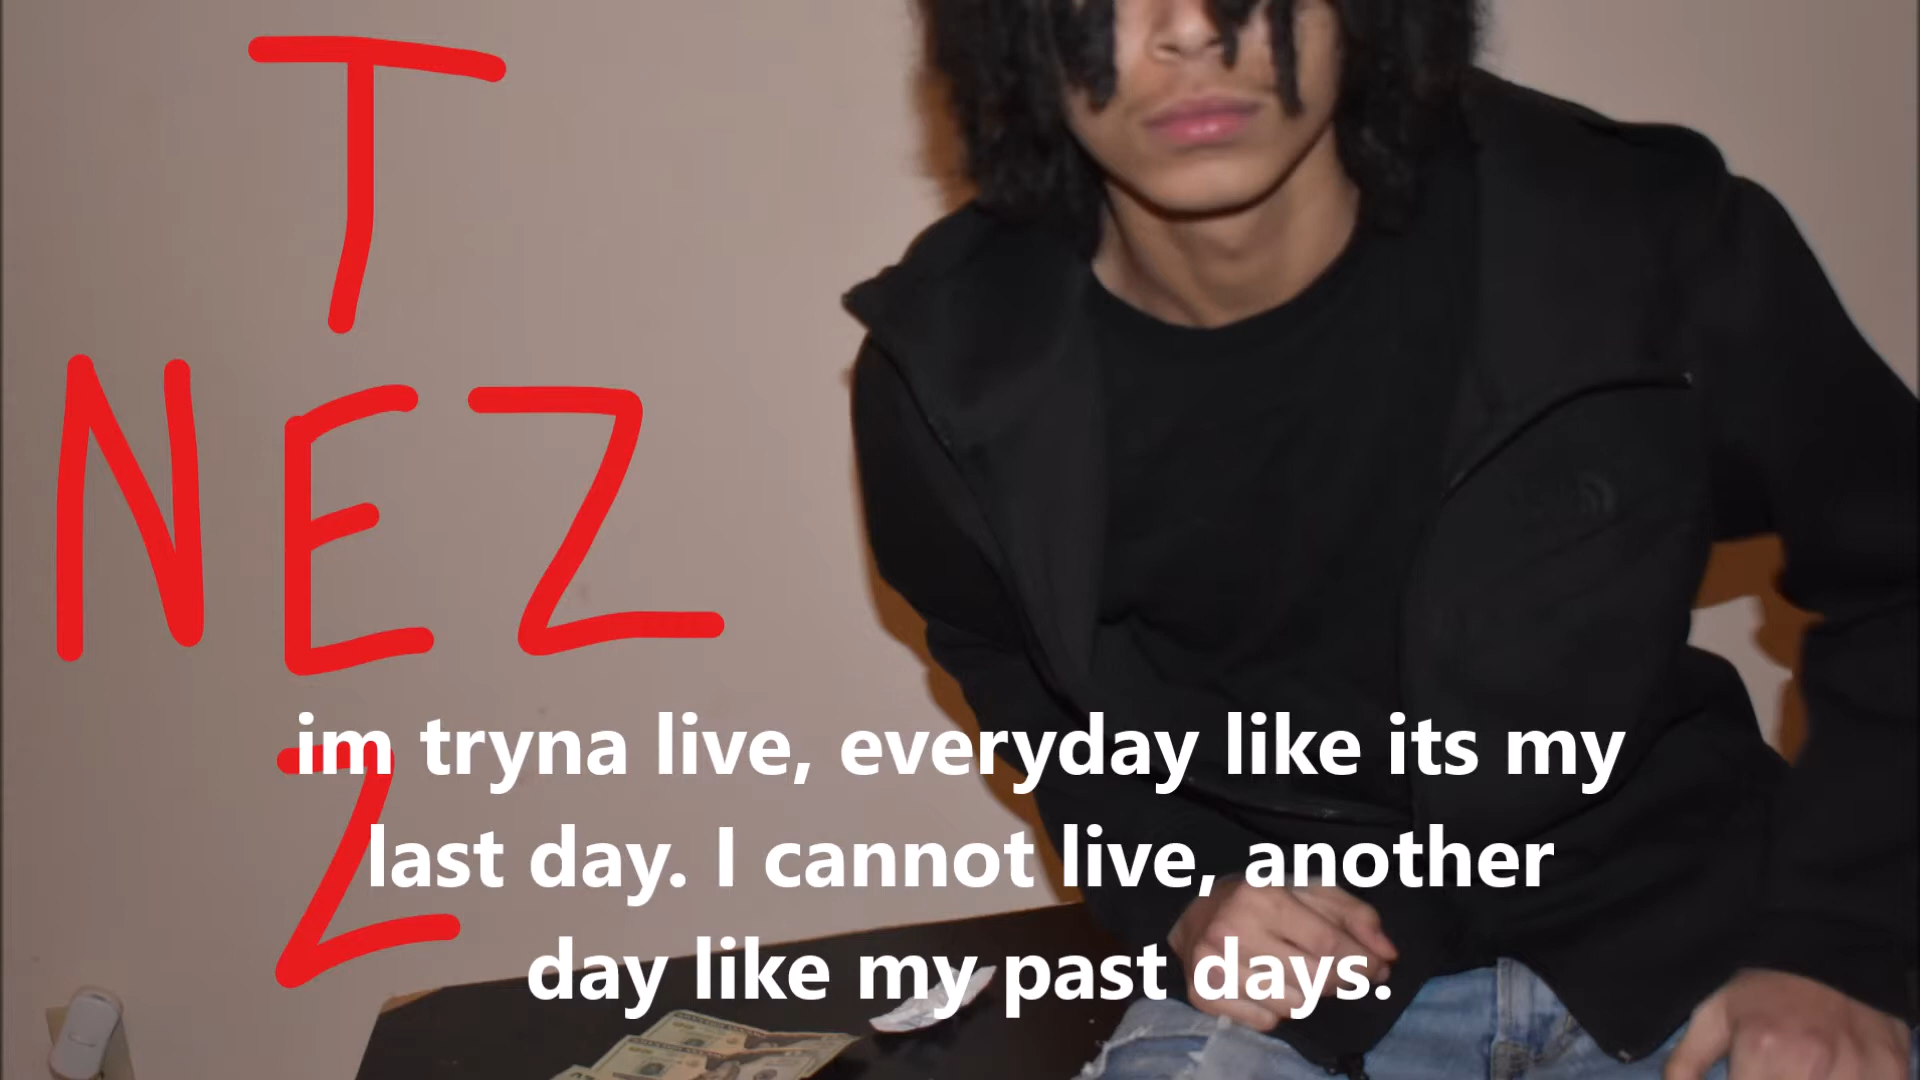 T
NEZ
Z
im tryna live, everyday like its my
last day. I cannot live, another
day like my past days.